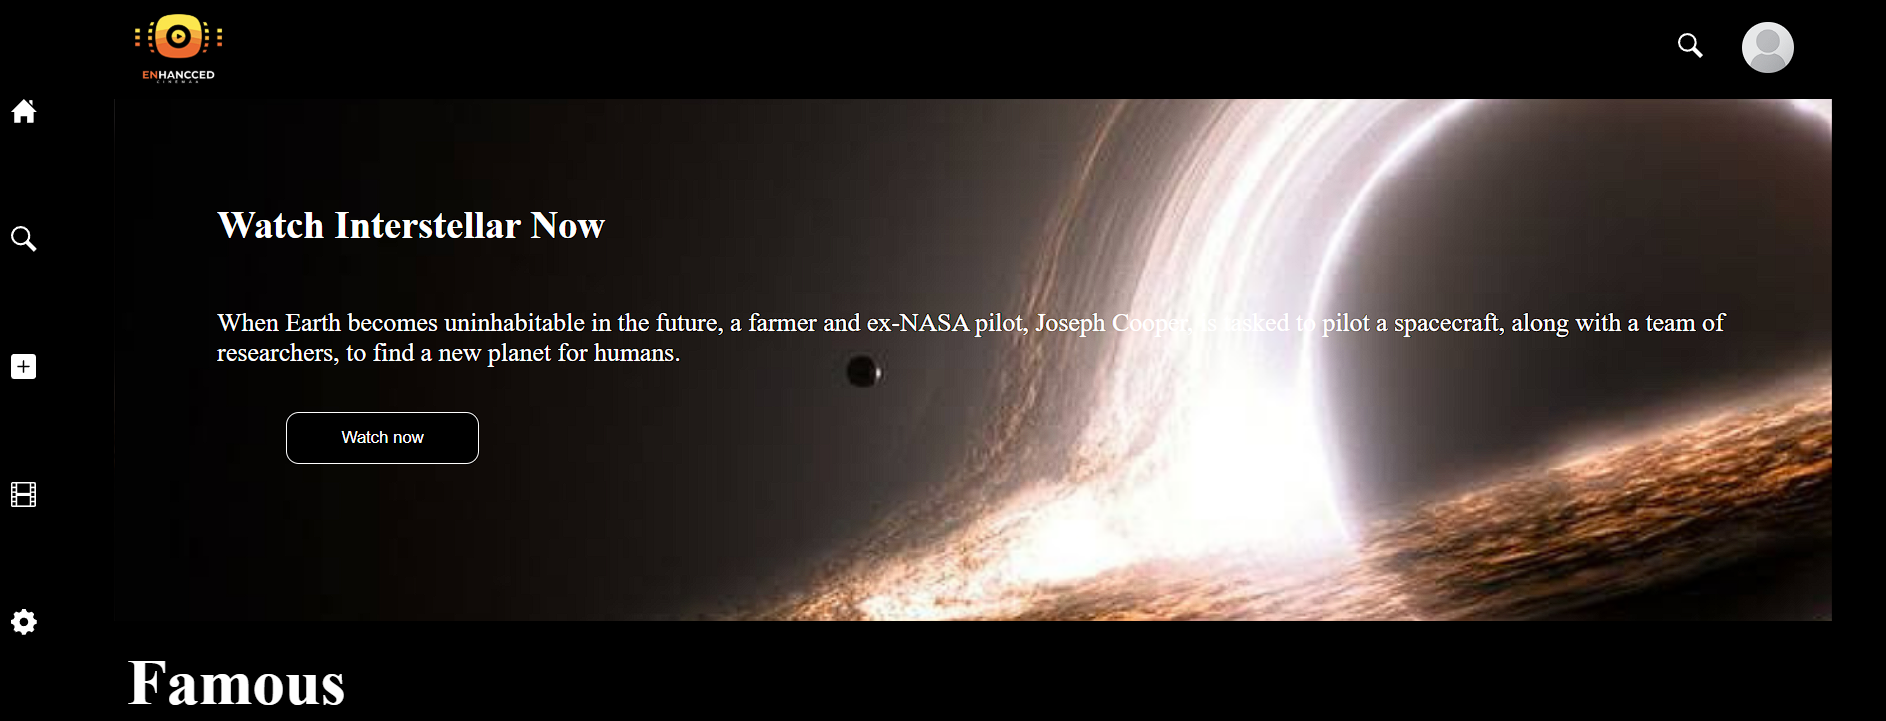 ENHANCCED
CINEMAX
Watch Interstellar Now
When Earth becomes uninhabitable in the future, a farmer and ex-NASA pilot, Joseph Cooper, is tasked to pilot a spacecraft, along with a team of
researchers, to find a new planet for humans.
Watch now
Famous